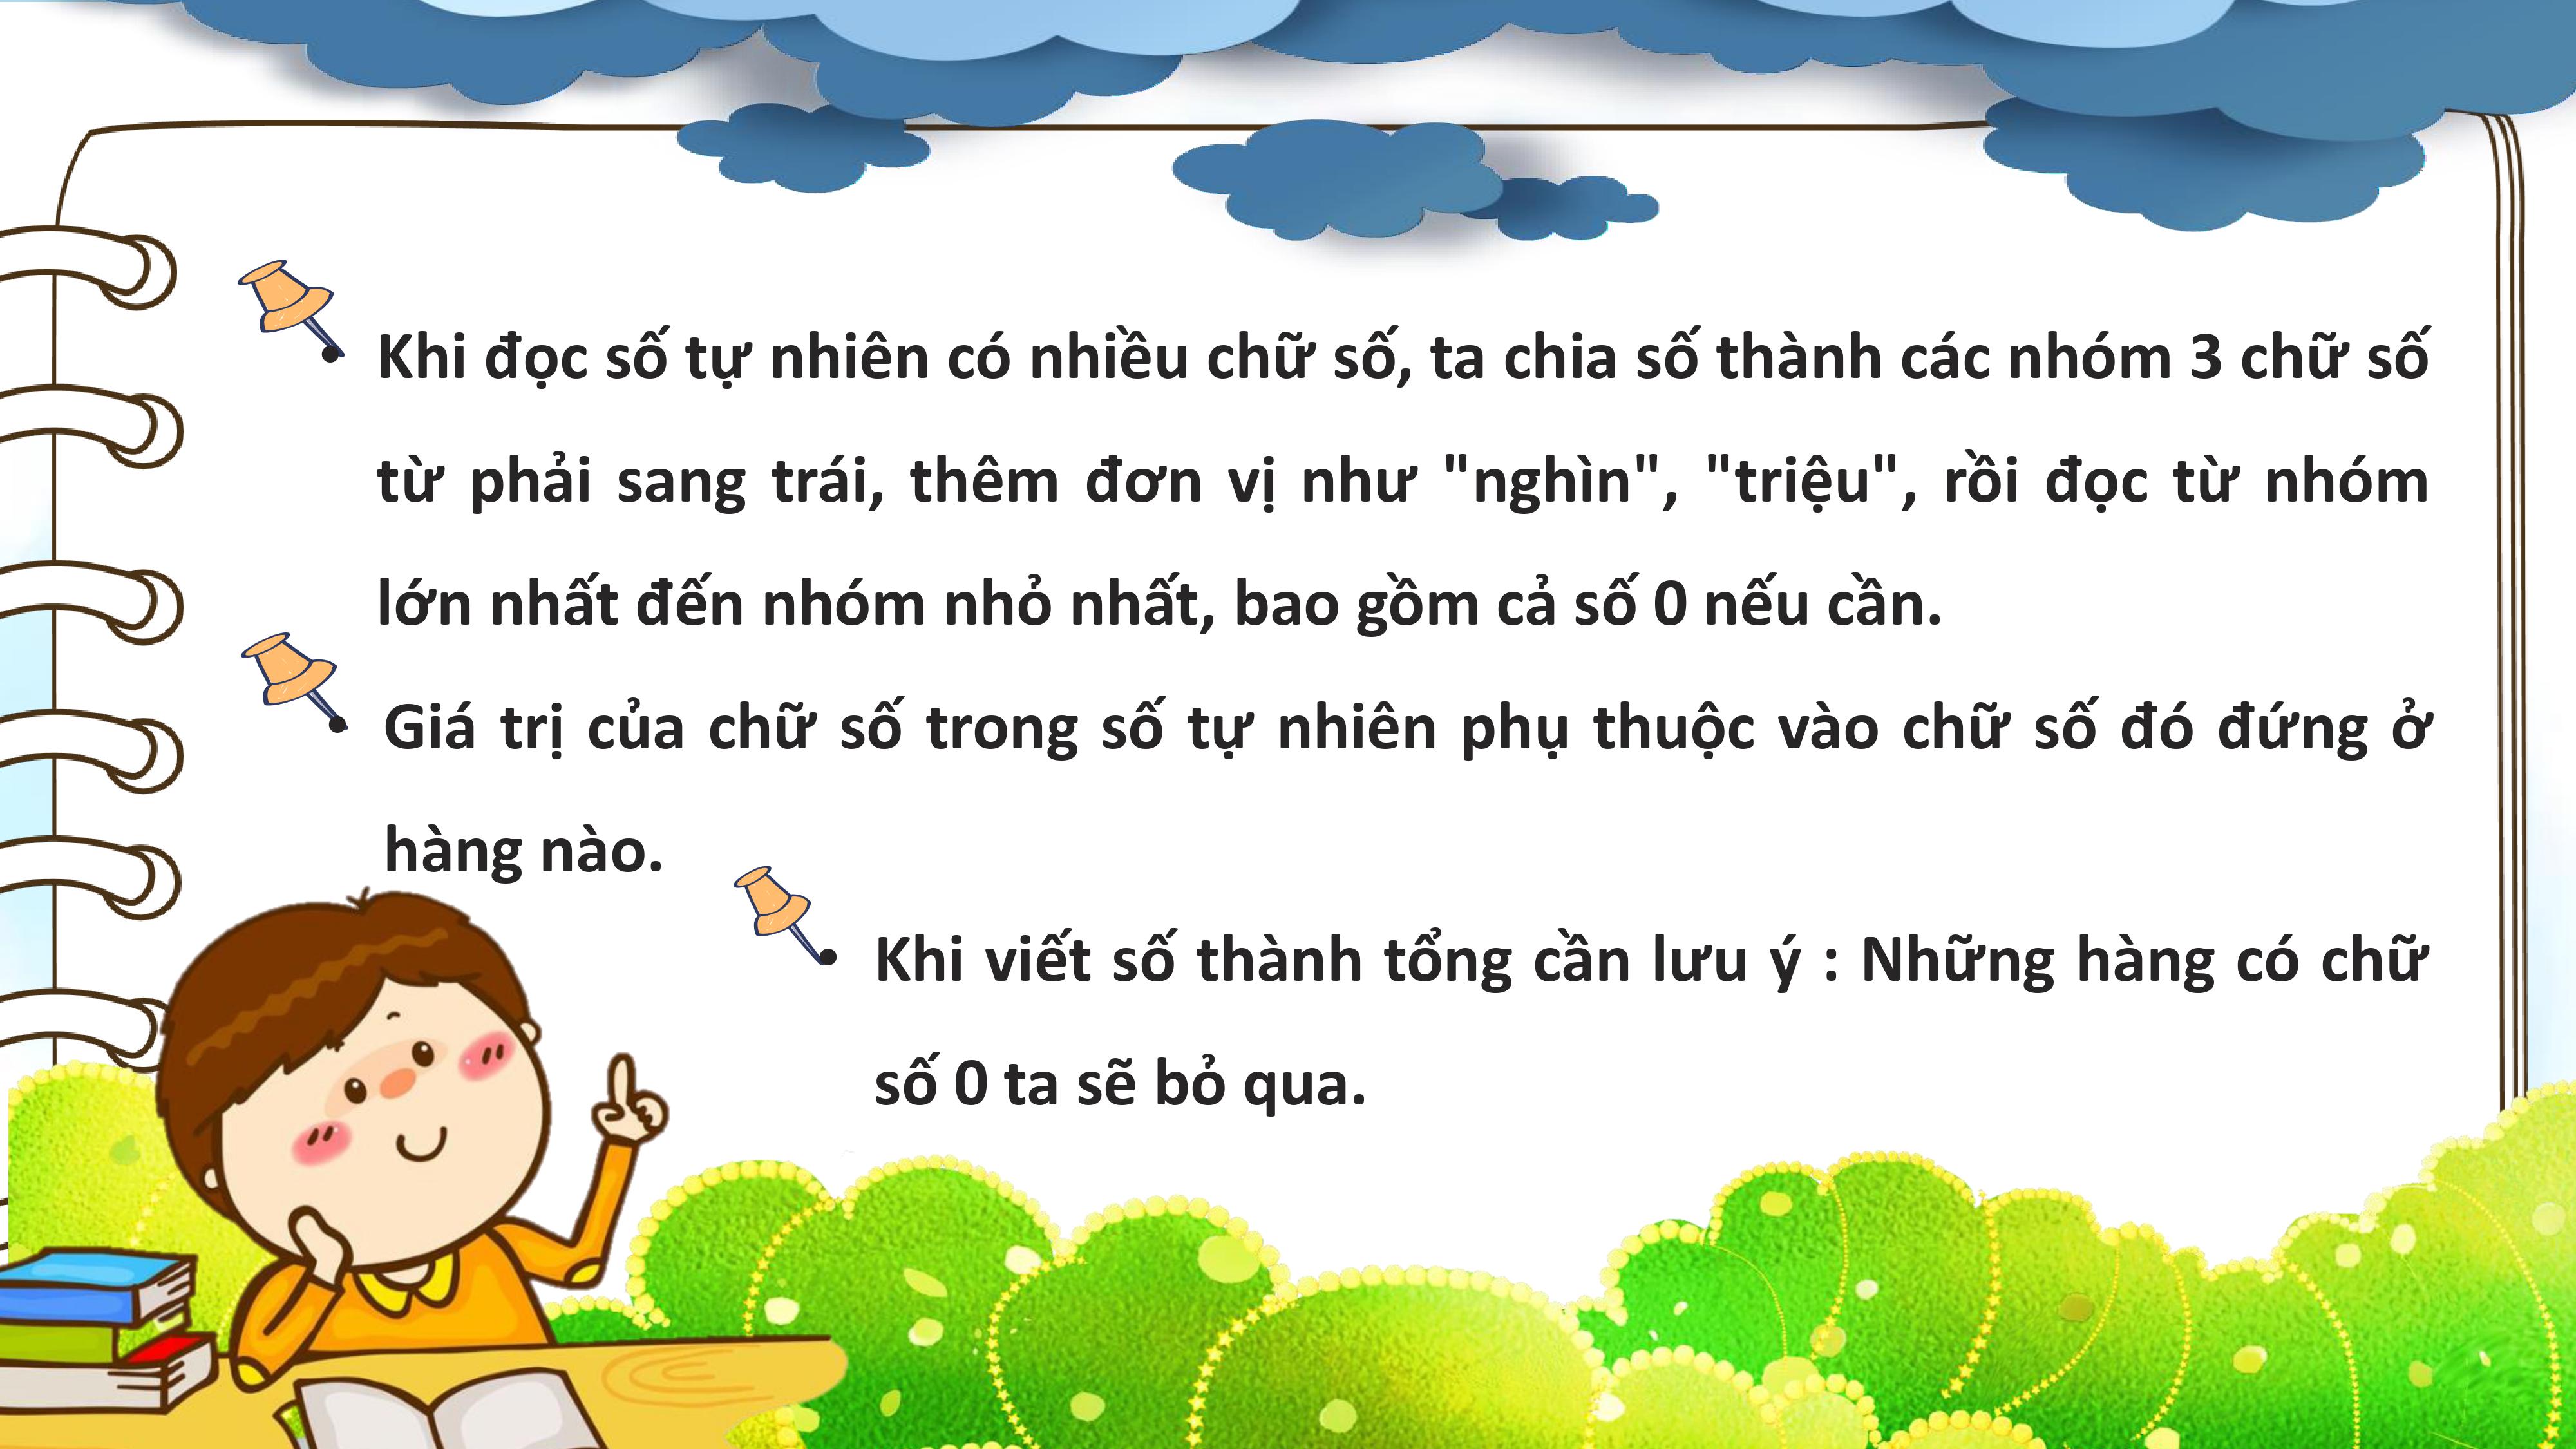 • Khi đọc số tự nhiên có nhiều chữ số, ta chia số thành các nhóm 3 chữ số
từ phải sang trái, thêm đơn vị như "nghìn", "triệu", rồi đọc từ nhóm
lớn nhất đến nhóm nhỏ nhất, bao gồm cả số 0 nếu cần.
• Giá trị của chữ số trong số tự nhiên phụ thuộc vào chữ số đó đứng ở
hàng nào.
• Khi viết số thành tổng cần lưu ý : Những hàng có chữ
số 0 ta sẽ bỏ qua.